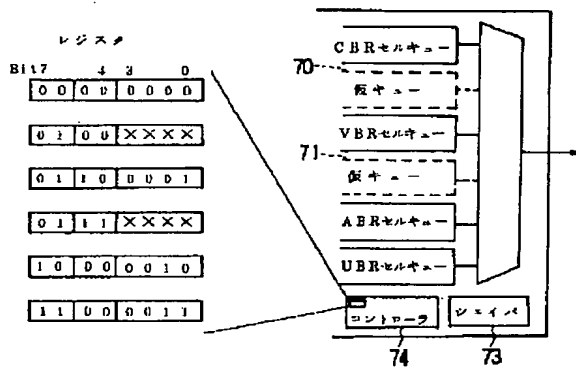 レジスタ
Bit7 4 3 0
0 0 0 0 0 0 0 0
0 1 0 0 × × × ×
0 1 1 0 0 0 0 1
0 1 1 1 × × × ×
1 0 0 0 0 0 1 0
1 1 0 0 0 0 1 1
CBRセルキュー
70
仮キュー
VBRセルキュー
71
仮キュー
ABRセルキュー
UBRセルキュー
コントローラ
シェイパ
74
73